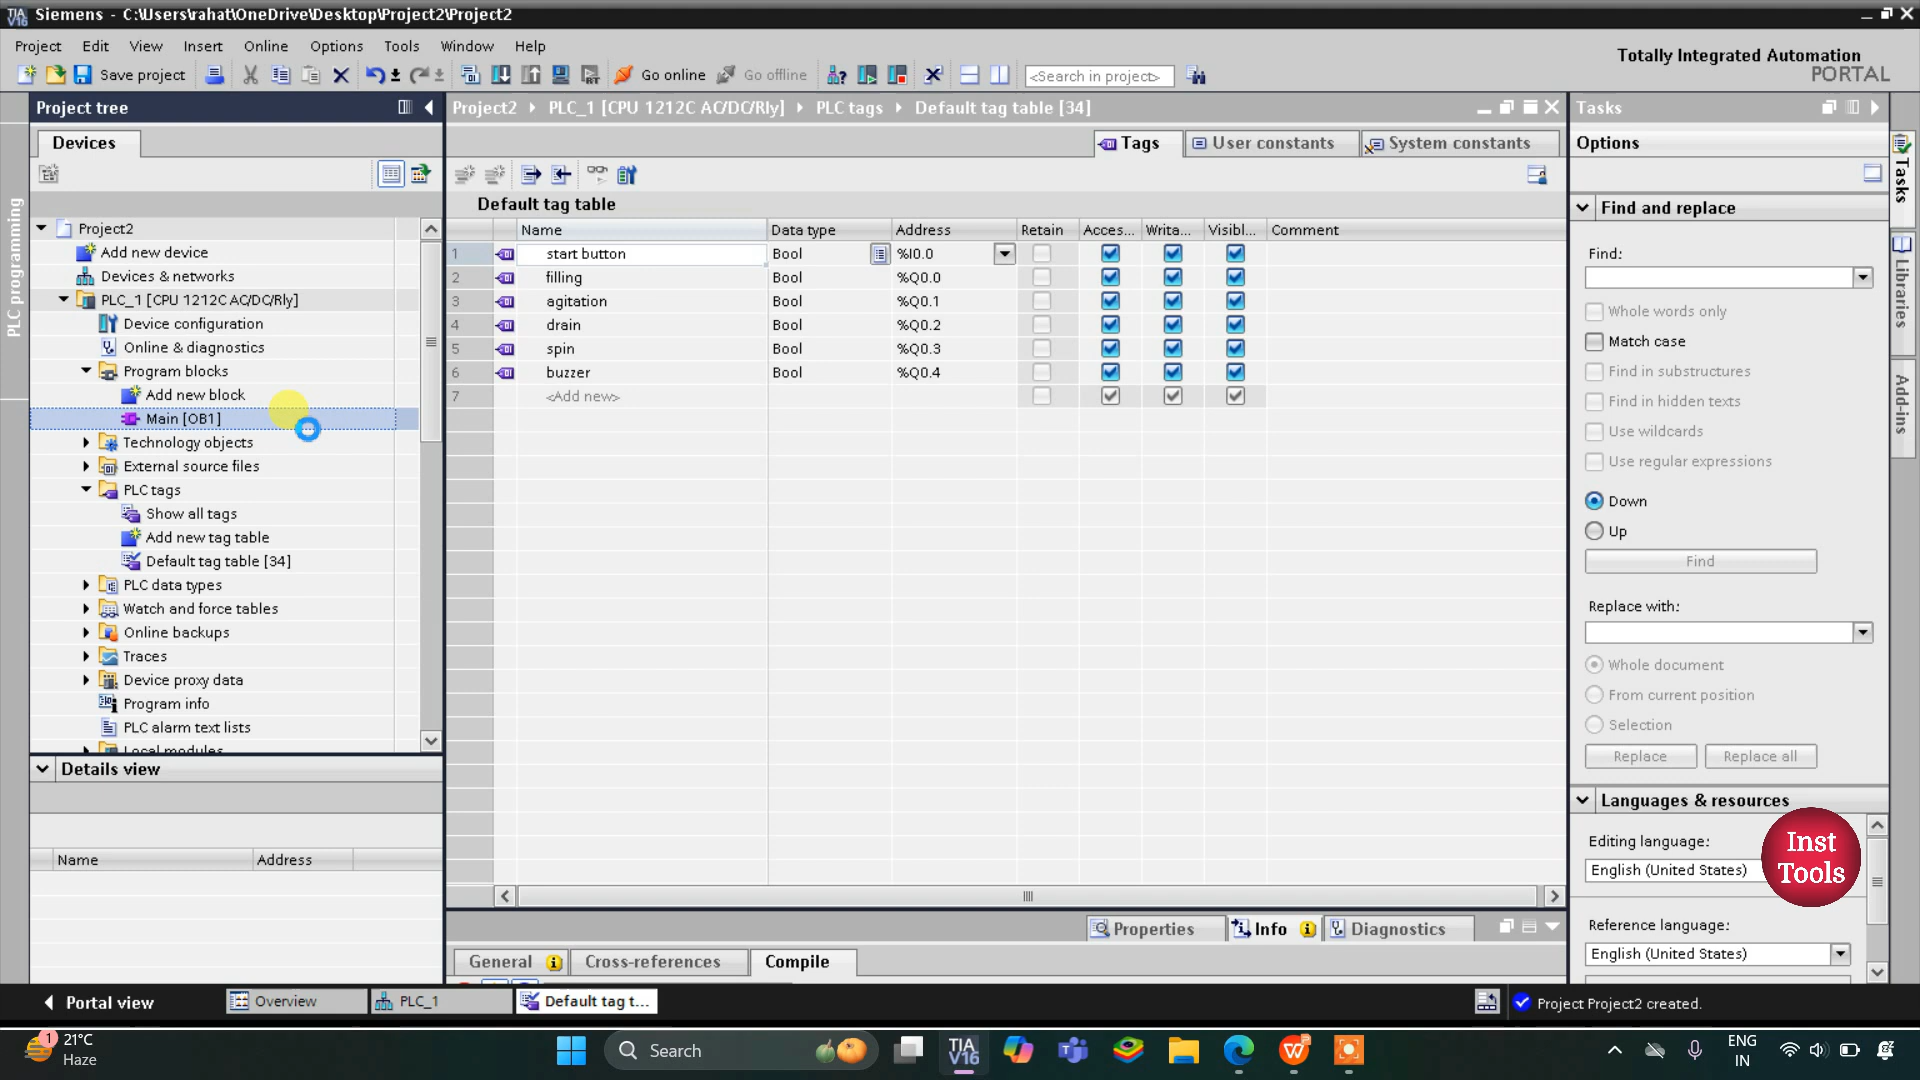 Siemens - C:\Users\rahat\OneDrive\Desktop\Project2\Project2
Project Edit View Insert Online Options Tools Window Help
Totally Integrated Automation
PORTAL
Save project
Go online
Go offline
<Search in project>
PLC programming
Project tree
Devices
Project2
Add new device
Devices & networks
PLC_1 [CPU 1212C AC/DC/Rly]
Device configuration
Online & diagnostics
Program blocks
Add new block
Main [OB1]
Technology objects
External source files
PLC tags
Show all tags
Add new tag table
Default tag table [34]
PLC data types
Watch and force tables
Online backups
Traces
Device proxy data
Program info
PLC alarm text lists
Local modules
Details view
Name Address
Project2 PLC_1 [CPU 1212C AC/DC/Rly] PLC tags Default tag table [34]
Tags User constants System constants
Default tag table
Name Data type Address Retain Acces... Writa... Visibl... Comment
1 start button Bool %I0.0
2 filling Bool %Q0.0
3 agitation Bool %Q0.1
4 drain Bool %Q0.2
5 spin Bool %Q0.3
6 buzzer Bool %Q0.4
7 <Add new>
Properties Info Diagnostics
General Cross-references Compile
Tasks
Options
Find and replace
Find:
Whole words only
Match case
Find in substructures
Find in hidden texts
Use wildcards
Use regular expressions
Down
Up
Find
Replace with:
Whole document
From current position
Selection
Replace Replace all
Languages & resources
Editing language:
English (United States)
Reference language:
English (United States)
Inst
Tools
Tasks
Libraries
Add-ins
Portal view Overview PLC_1 Default tag t...
Project Project2 created.
1
21°C
Haze
Search
TIA
V16
ENG
IN